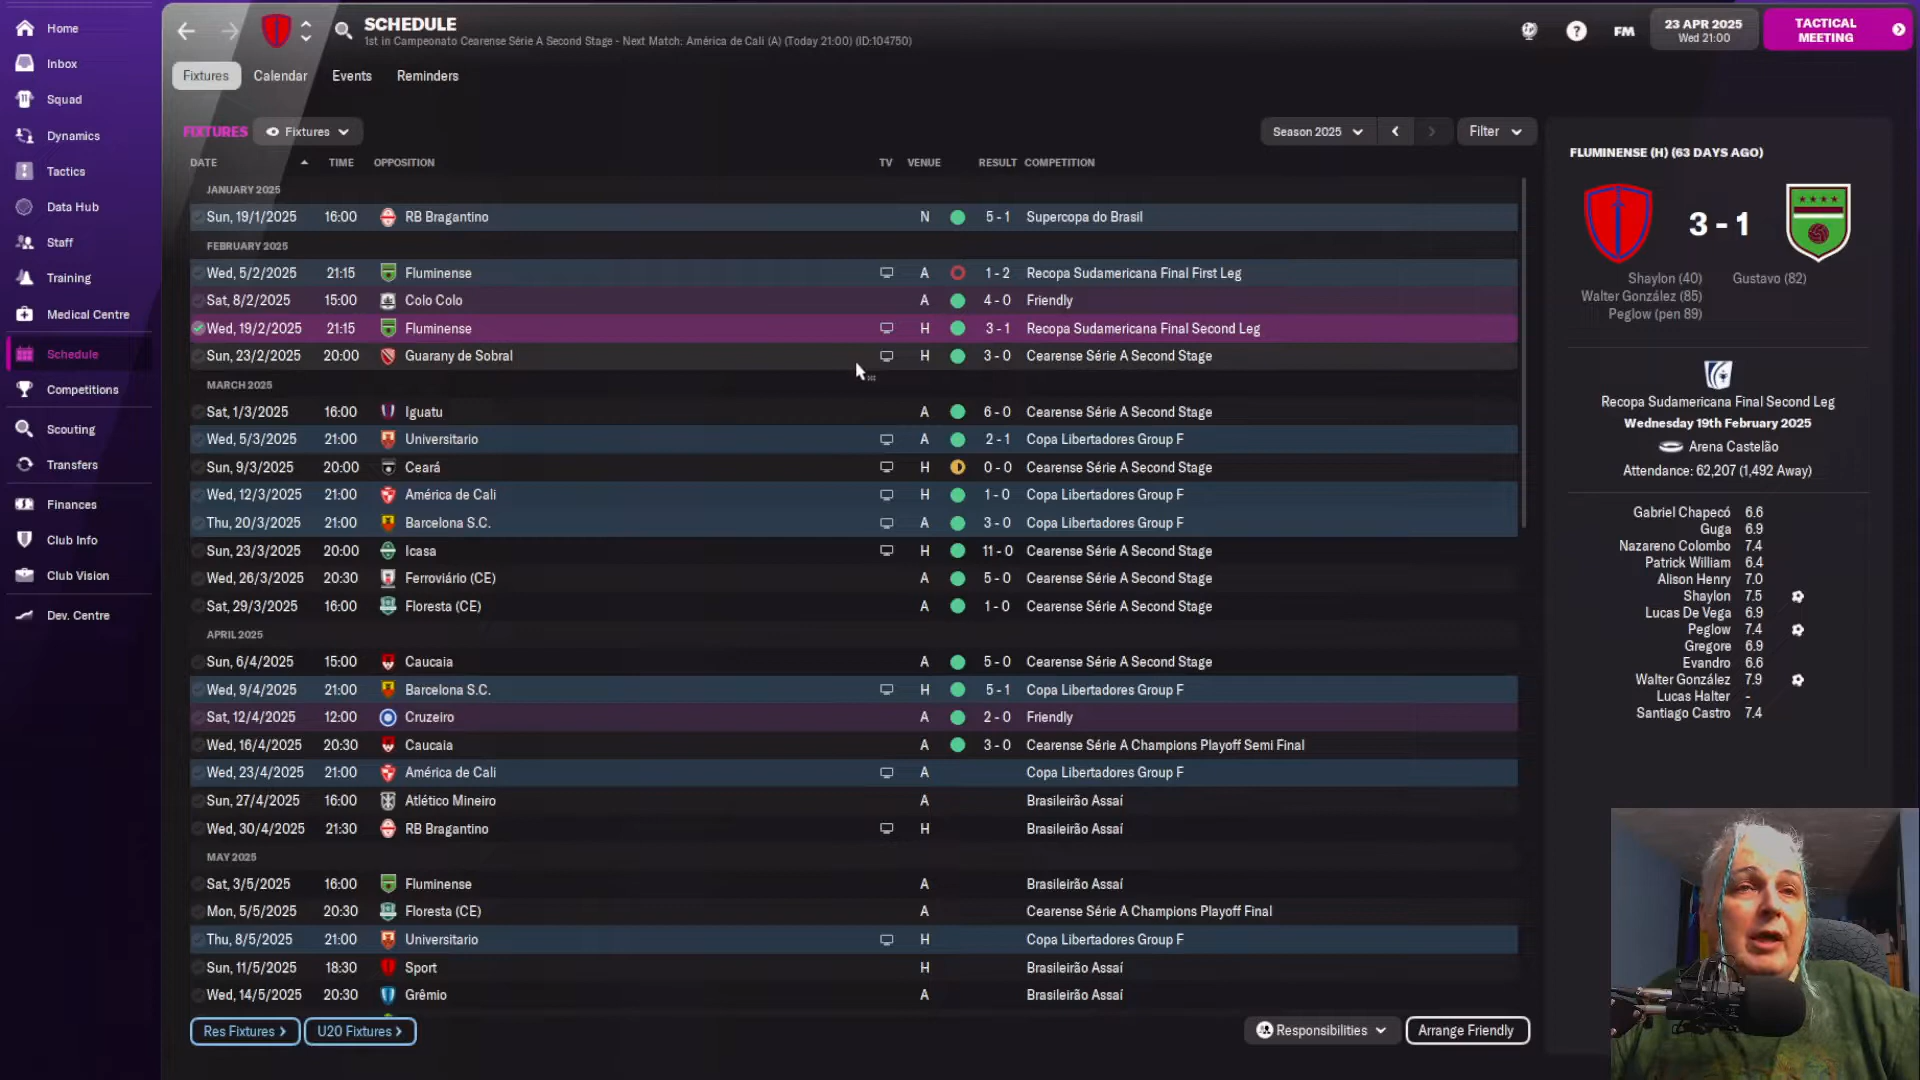 Home
Inbox
Squad
Dynamics
Tactics
Data Hub
Staff
Training
Medical Centre
Schedule
Competitions
Scouting
Transfers
Finances
Club Info
Club Vision
Dev. Centre
SCHEDULE
1st in Campeonato Cearense Série A Second Stage - Next Match: América de Cali (A) (Today 21:00) (ID:104750)
FM
23 APR 2025
Wed 21:00
TACTICAL
MEETING
Fixtures Calendar Events Reminders
FIXTURES Fixtures Season 2025 Filter
DATE TIME OPPOSITION TV VENUE RESULT COMPETITION
JANUARY 2025
Sun, 19/1/2025 16:00 RB Bragantino N 5 - 1 Supercopa do Brasil
FEBRUARY 2025
Wed, 5/2/2025 21:15 Fluminense A 1 - 2 Recopa Sudamericana Final First Leg
Sat, 8/2/2025 15:00 Colo Colo A 4 - 0 Friendly
Wed, 19/2/2025 21:15 Fluminense H 3 - 1 Recopa Sudamericana Final Second Leg
Sun, 23/2/2025 20:00 Guarany de Sobral H 3 - 0 Cearense Série A Second Stage
MARCH 2025
Sat, 1/3/2025 16:00 Iguatu A 6 - 0 Cearense Série A Second Stage
Wed, 5/3/2025 21:00 Universitario A 2 - 1 Copa Libertadores Group F
Sun, 9/3/2025 20:00 Ceará H 0 - 0 Cearense Série A Second Stage
Wed, 12/3/2025 21:00 América de Cali H 1 - 0 Copa Libertadores Group F
Thu, 20/3/2025 21:00 Barcelona S.C. A 3 - 0 Copa Libertadores Group F
Sun, 23/3/2025 20:00 Icasa H 11 - 0 Cearense Série A Second Stage
Wed, 26/3/2025 20:30 Ferroviário (CE) A 5 - 0 Cearense Série A Second Stage
Sat, 29/3/2025 16:00 Floresta (CE) A 1 - 0 Cearense Série A Second Stage
APRIL 2025
Sun, 6/4/2025 15:00 Caucaia A 5 - 0 Cearense Série A Second Stage
Wed, 9/4/2025 21:00 Barcelona S.C. H 5 - 1 Copa Libertadores Group F
Sat, 12/4/2025 12:00 Cruzeiro A 2 - 0 Friendly
Wed, 16/4/2025 20:30 Caucaia A 3 - 0 Cearense Série A Champions Playoff Semi Final
Wed, 23/4/2025 21:00 América de Cali A Copa Libertadores Group F
Sun, 27/4/2025 16:00 Atlético Mineiro A Brasileirão Assaí
Wed, 30/4/2025 21:30 RB Bragantino H Brasileirão Assaí
MAY 2025
Sat, 3/5/2025 16:00 Fluminense A Brasileirão Assaí
Mon, 5/5/2025 20:30 Floresta (CE) A Cearense Série A Champions Playoff Final
Thu, 8/5/2025 21:00 Universitario H Copa Libertadores Group F
Sun, 11/5/2025 18:30 Sport H Brasileirão Assaí
Wed, 14/5/2025 20:30 Grêmio A Brasileirão Assaí
Res Fixtures U20 Fixtures Responsibilities Arrange Friendly
FLUMINENSE (H) (63 DAYS AGO)
3 - 1
Shaylon (40) Gustavo (82)
Walter González (85)
Peglow (pen 89)
Recopa Sudamericana Final Second Leg
Wednesday 19th February 2025
Arena Castelão
Attendance: 62,207 (1,492 Away)
Gabriel Chapecó 6.6
Guga 6.9
Nazareno Colombo 7.4
Patrick William 6.4
Alison Henry 7.0
Shaylon 7.5
Lucas De Vega 6.9
Peglow 7.4
Gregore 6.9
Evandro 6.6
Walter González 7.9
Lucas Halter -
Santiago Castro 7.4